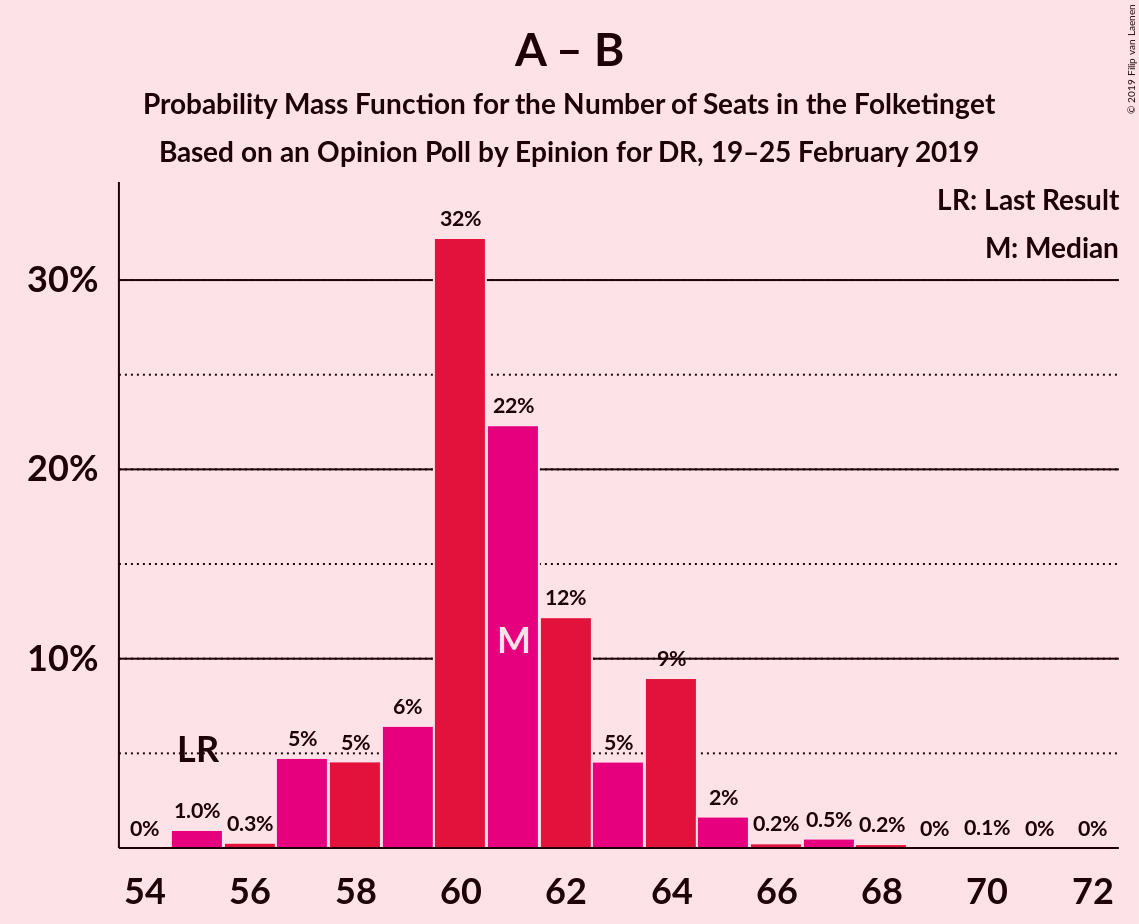 A – B
Probability Mass Function for the Number of Seats in the Folketinget
Based on an Opinion Poll by Epinion for DR, 19–25 February 2019
© 2019 Filip van Laenen
LR: Last Result
M: Median
32%
30%
22%
20%
12%
M
10%
9%
6%
LR
5%
5%
5%
2%
0%
1.0%
0.3%
0.2%
0.5%
0.2%
0%
0.1%
0%
0%
54 56 58 60 62 64 66 68 70 72